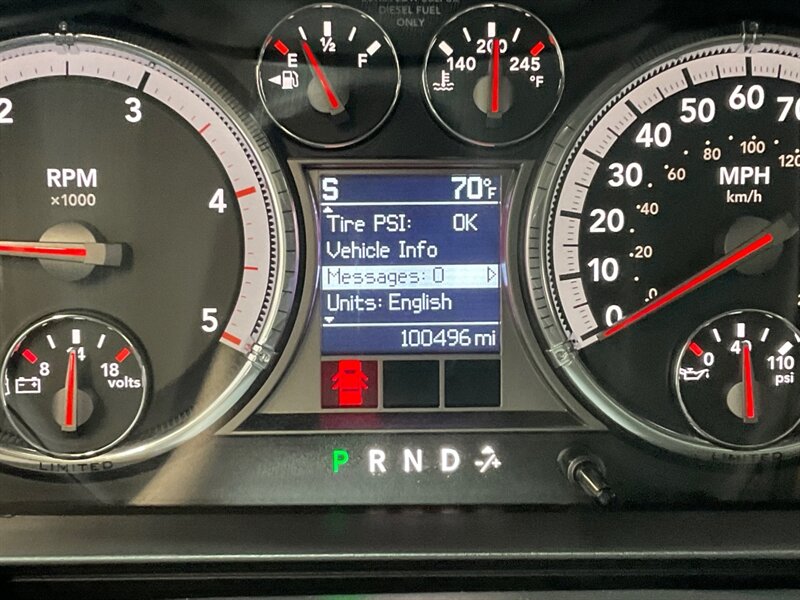 DIESEL FUEL
ONLY
E ½ F
140 200 245
°F
2 3 4 5
RPM
×1000
8 14 18
volts
LIMITED
S 70°F
Tire PSI: OK
Vehicle Info
Messages: 0
Units: English
100496 mi
P R N D
0 10 20 30 40 50 60 70
0 20 40 60 80 100 120
MPH
km/h
0 40 110
psi
LIMITED